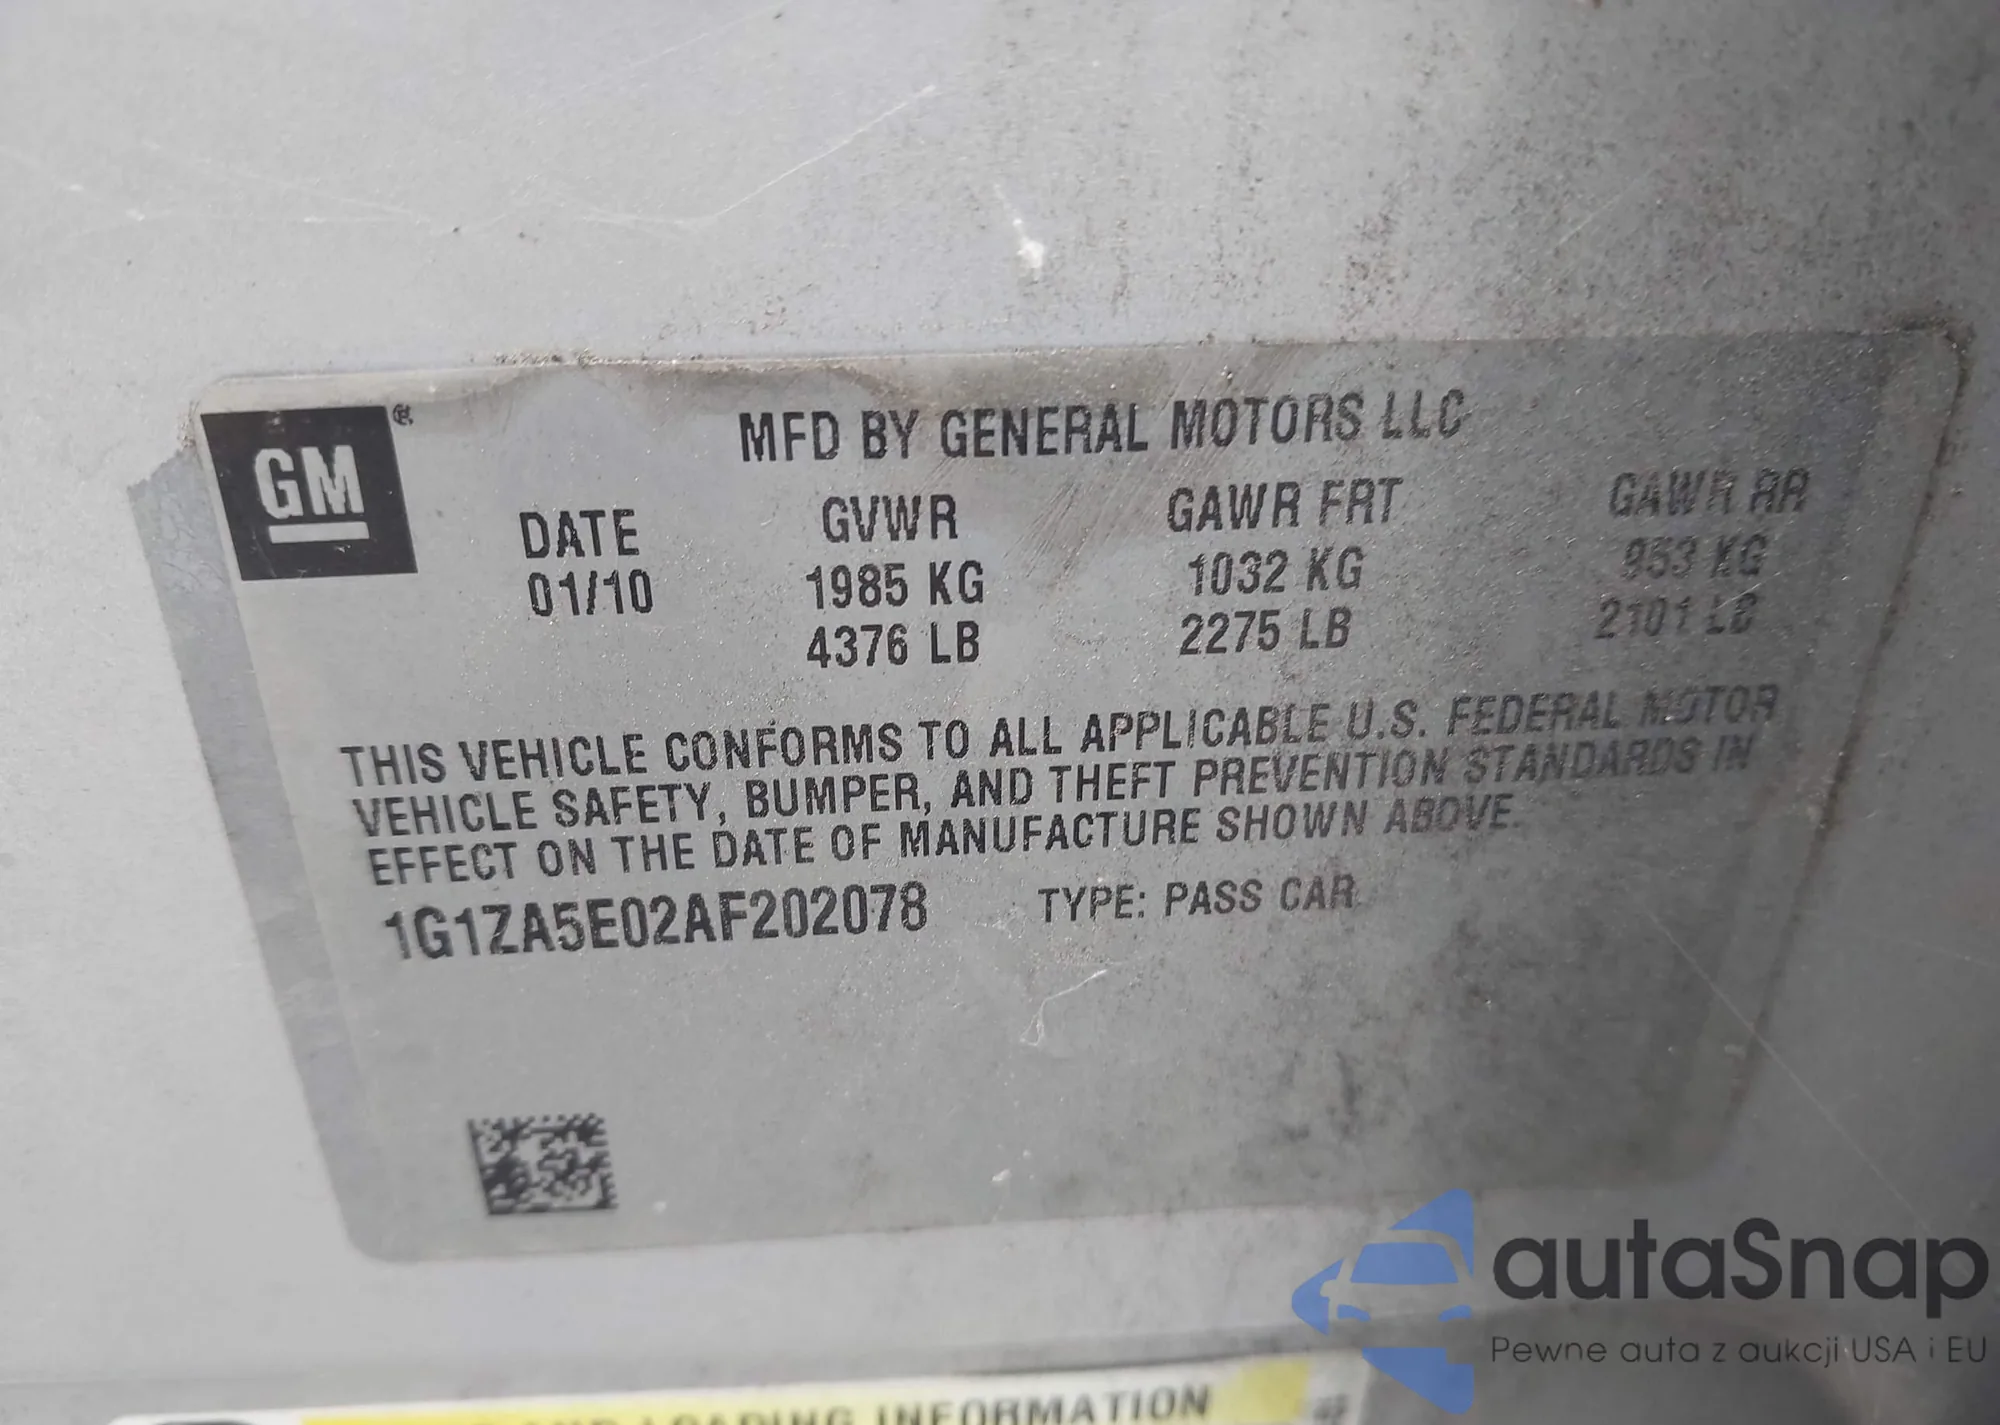 GM®
MFD BY GENERAL MOTORS LLC
DATE GVWR GAWR FRT GAWR RR
01/10 1985 KG 1032 KG 953 KG
4376 LB 2275 LB 2101 LB
THIS VEHICLE CONFORMS TO ALL APPLICABLE U.S. FEDERAL MOTOR
VEHICLE SAFETY, BUMPER, AND THEFT PREVENTION STANDARDS IN
EFFECT ON THE DATE OF MANUFACTURE SHOWN ABOVE.
1G1ZA5E02AF202078 TYPE: PASS CAR
autaSnap
Pewne auta z aukcji USA i EU
AND LOADING INFORMATION